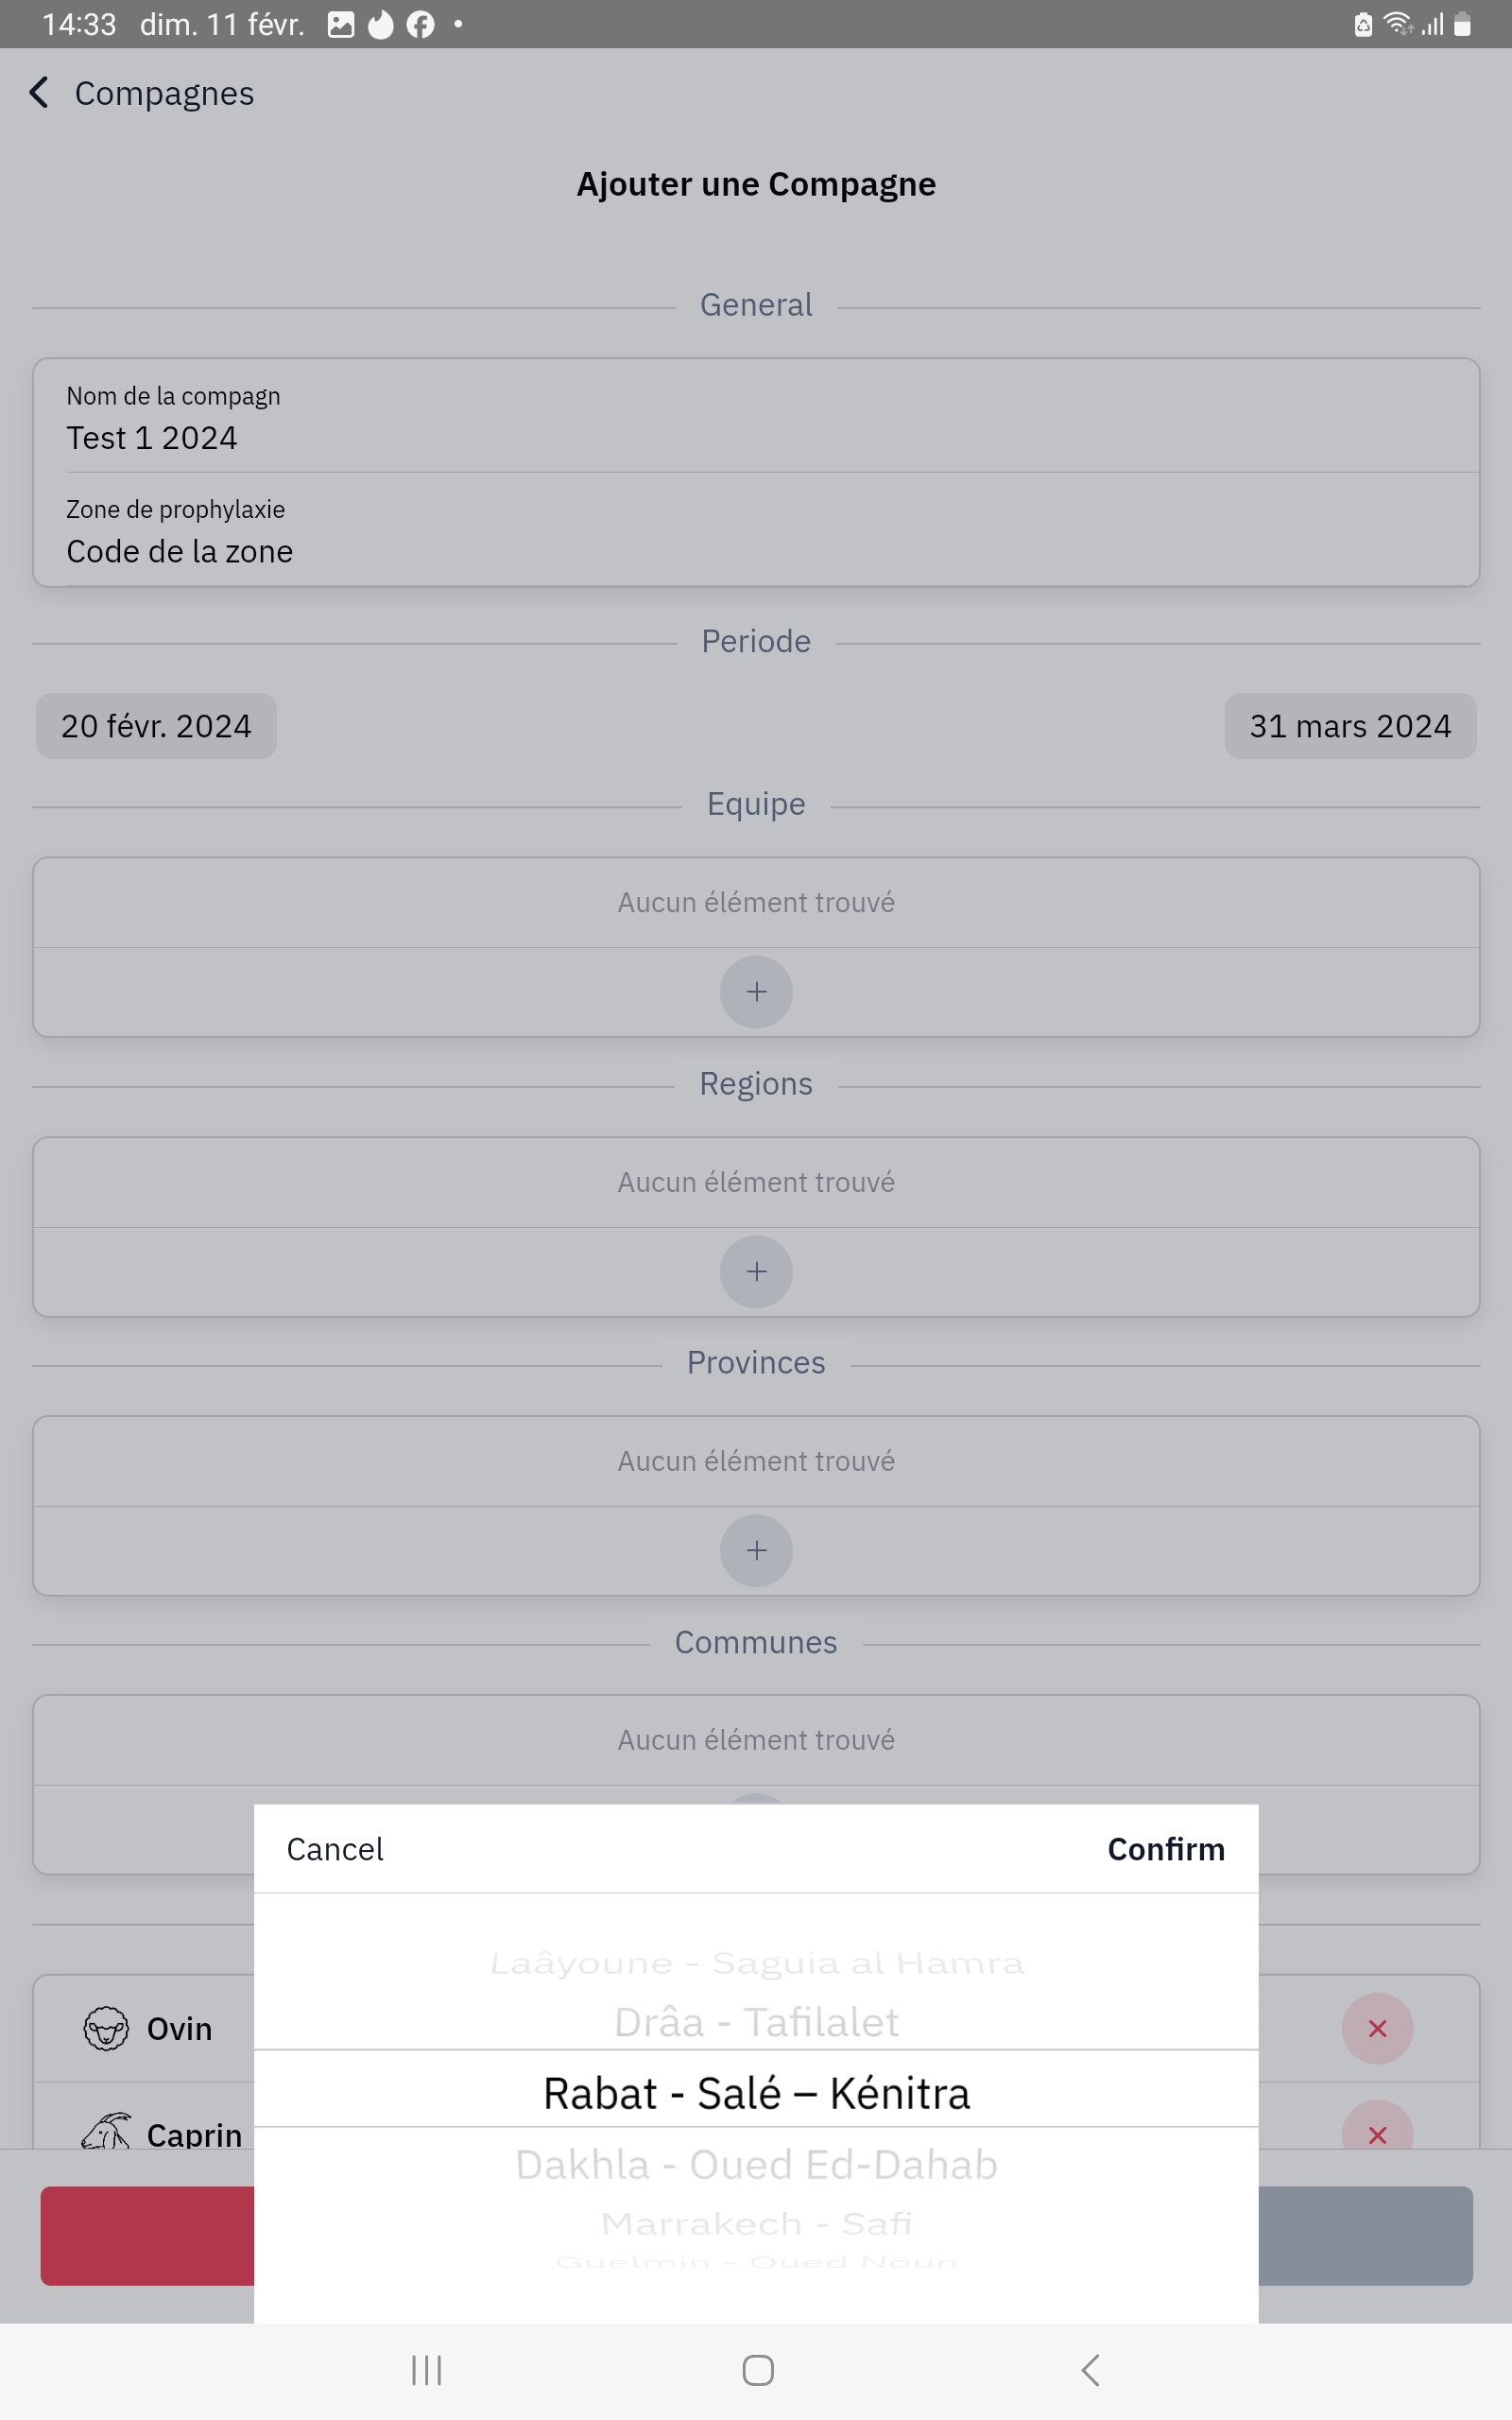 14:33 dim. 11 févr.
Compagnes
Ajouter une Compagne
General
Nom de la compagn
Test 1 2024
Zone de prophylaxie
Code de la zone
Periode
20 févr. 2024
31 mars 2024
Equipe
Aucun élément trouvé
Regions
Aucun élément trouvé
Provinces
Aucun élément trouvé
Communes
Aucun élément trouvé
Cancel
Confirm
Laâyoune - Saguia al Hamra
Drâa - Tafilalet
Ovin
Rabat - Salé – Kénitra
Caprin
Dakhla - Oued Ed-Dahab
Marrakech - Safi
Guelmin - Oued Noun